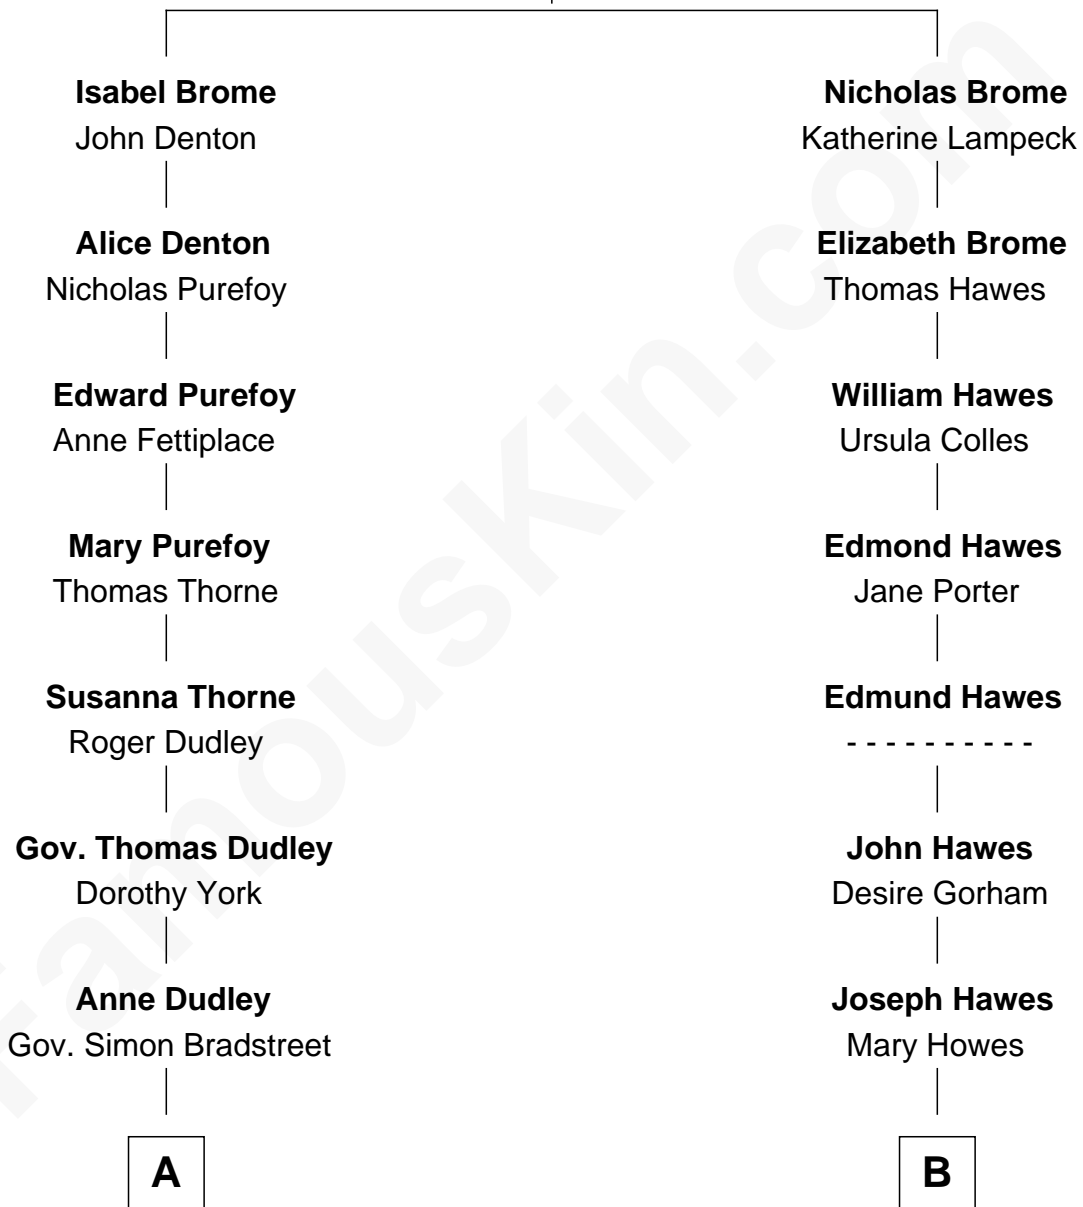 Isabel Brome
John Denton
Alice Denton
Nicholas Purefoy
Edward Purefoy
Anne Fettiplace
Mary Purefoy
Thomas Thorne
Susanna Thorne
Roger Dudley
Gov. Thomas Dudley
Dorothy York
Anne Dudley
Gov. Simon Bradstreet
A
Nicholas Brome
Katherine Lampeck
Elizabeth Brome
Thomas Hawes
William Hawes
Ursula Colles
Edmond Hawes
Jane Porter
Edmund Hawes
- - - - - - - - - -
John Hawes
Desire Gorham
Joseph Hawes
Mary Howes
B
FamousKin.com